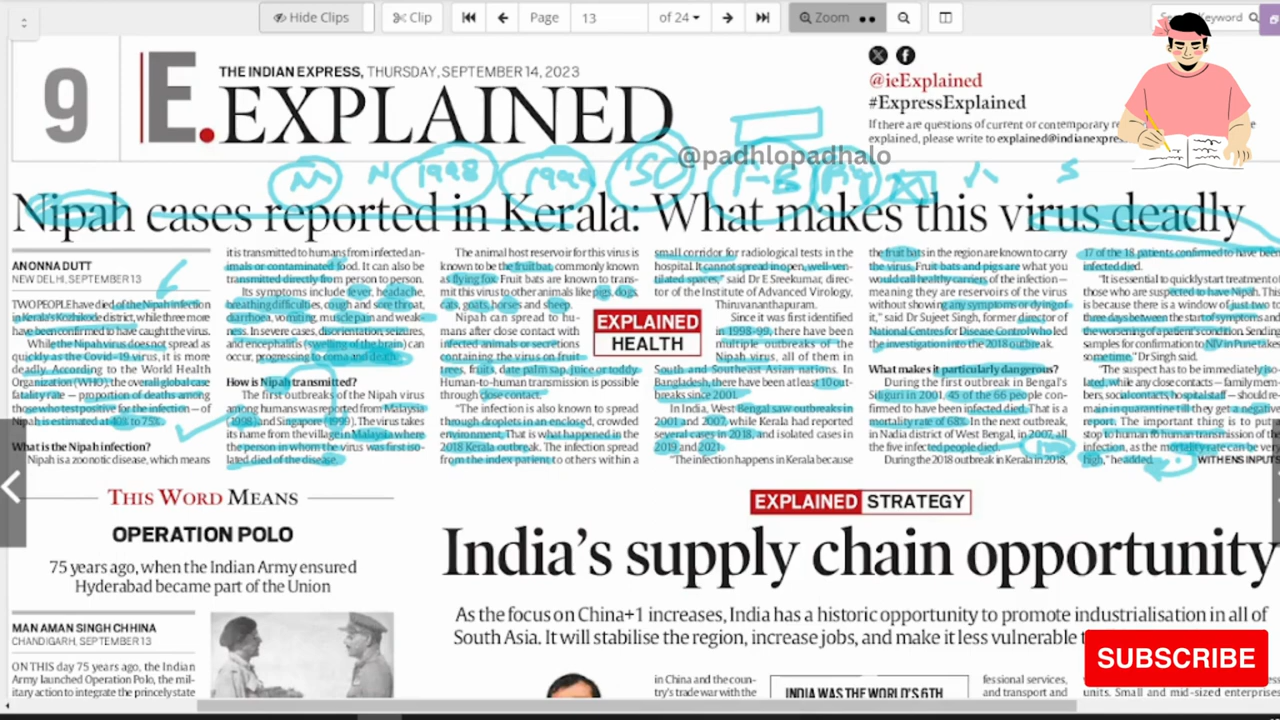 Hide Clips
Clip
Page
13
of 24
Zoom
Keyword
9
E.EXPLAINED
THE INDIAN EXPRESS, THURSDAY, SEPTEMBER 14, 2023
@ieExplained
#ExpressExplained
If there are questions of current or contemporary
explained, please write to explained@indianexpres
@padhlopadhalo
M N 1998 1999
Nipah cases reported in Kerala: What makes this virus deadly
ANONNA DUTT
NEW DELHI, SEPTEMBER 13
TWO PEOPLE have died of the Nipah infection
in Kerala's Kozhikode district, while three more
have been confirmed to have caught the virus.
While the Nipah virus does not spread as
quickly as the Covid-19 virus, it is more
deadly. According to the World Health
Organization (WHO), the overall global case
fatality rate — proportion of deaths among
those who test positive for the infection — of
Nipah is estimated at 40% to 75%.
What is the Nipah infection?
Nipah is a zoonotic disease, which means
it is transmitted to humans from infected an-
imals or contaminated food. It can also be
transmitted directly from person to person.
Its symptoms include fever, headache,
breathing difficulties, cough and sore throat,
diarrhoea, vomiting, muscle pain and weak-
ness. In severe cases, disorientation, seizures,
and encephalitis (swelling of the brain) can
occur, progressing to coma and death.
How is Nipah transmitted?
The first outbreaks of the Nipah virus
among humans was reported from Malaysia
(1998) and Singapore (1999). The virus takes
its name from the village in Malaysia where
the person in whom the virus was first iso-
lated died of the disease.
The animal host reservoir for this virus is
known to be the fruit bat, commonly known
as flying fox. Fruit bats are known to trans-
mit this virus to other animals like pigs, dogs,
cats, goats, horses and sheep.
Nipah can spread to hu-
mans after close contact with
infected animals or secretions
containing the virus on fruit
trees, fruits, date palm sap, juice or toddy.
Human-to-human transmission is possible
through close contact.
"The infection is also known to spread
through droplets in an enclosed, crowded
environment. That is what happened in the
2018 Kerala outbreak. The infection spread
from the index patient to others within a
EXPLAINED
HEALTH
small corridor for radiological tests in the
hospital. It cannot spread in open, well-ven-
tilated spaces," said Dr E Sreekumar, direc-
tor of the Institute of Advanced Virology,
Thiruvananthapuram.
Since it was first identified
in 1998-99, there have been
multiple outbreaks of the
Nipah virus, all of them in
South and Southeast Asian nations. In
Bangladesh, there have been at least 10 out-
breaks since 2001.
In India, West Bengal saw outbreaks in
2001 and 2007, while Kerala had reported
several cases in 2018, and isolated cases in
2019 and 2021.
"The infection happens in Kerala because
the fruit bats in the region are known to carry
the virus. Fruit bats and pigs are what you
would call healthy carriers of the infection —
meaning they are reservoirs of the virus
without showing any symptoms or dying of
it," said Dr Sujeet Singh, former director of
National Centres for Disease Control who led
the investigation into the 2018 outbreak.
What makes it particularly dangerous?
During the first outbreak in Bengal's
Siliguri in 2001, 45 of the 66 people con-
firmed to have been infected died. That is a
mortality rate of 68%. In the next outbreak,
in Nadia district of West Bengal, in 2007, all
the five infected people died.
During the 2018 outbreak in Kerala in 2018,
17 of the 18 patients confirmed to have been
infected died.
"It is essential to quickly start treatment of
those who are suspected to have Nipah. This
is because there is a window of just two to
three days between the start of symptoms and
the worsening of a patient's condition. Sending
samples for confirmation to NIV in Pune takes
some time," Dr Singh said.
"The suspect has to be immediately iso-
lated, while any close contacts — family mem-
bers, social contacts, hospital staff — should re-
main in quarantine till they get a negative
report. The important thing is to put a
stop to human to human transmission of the
infection, as the mortality rate can be very
high," he added.
WITH ENS INPUTS
THIS WORD MEANS
OPERATION POLO
75 years ago, when the Indian Army ensured
Hyderabad became part of the Union
MAN AMAN SINGH CHHINA
CHANDIGARH, SEPTEMBER 13
ON THIS day 75 years ago, the Indian
Army launched Operation Polo, the mil-
itary action to integrate the princely state
EXPLAINED STRATEGY
India's supply chain opportunity
As the focus on China+1 increases, India has a historic opportunity to promote industrialisation in all of
South Asia. It will stabilise the region, increase jobs, and make it less vulnerable
in China and the coun-
try's trade war with the
INDIA WAS THE WORLD'S 6TH
fessional services,
and transport and
units. Small and mid-sized enterprises
SUBSCRIBE